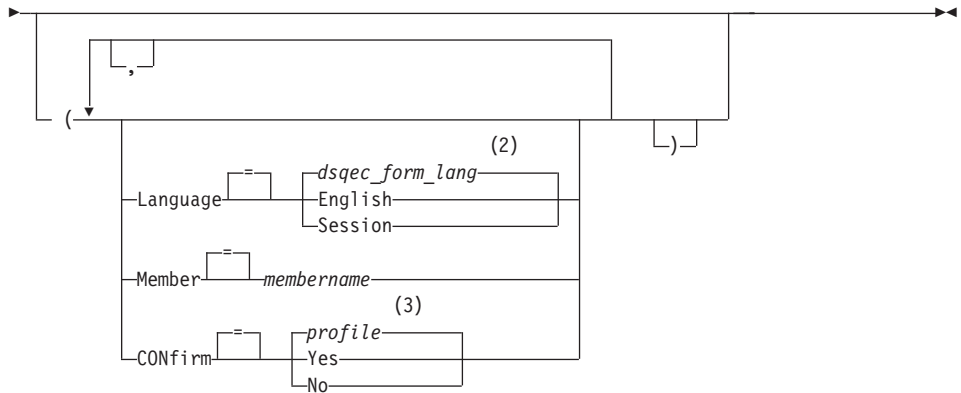 ,
(
)
(2)
=
dsqec_form_lang
Language
English
Session
=
Member
membername
(3)
=
profile
CONfirm
Yes
No